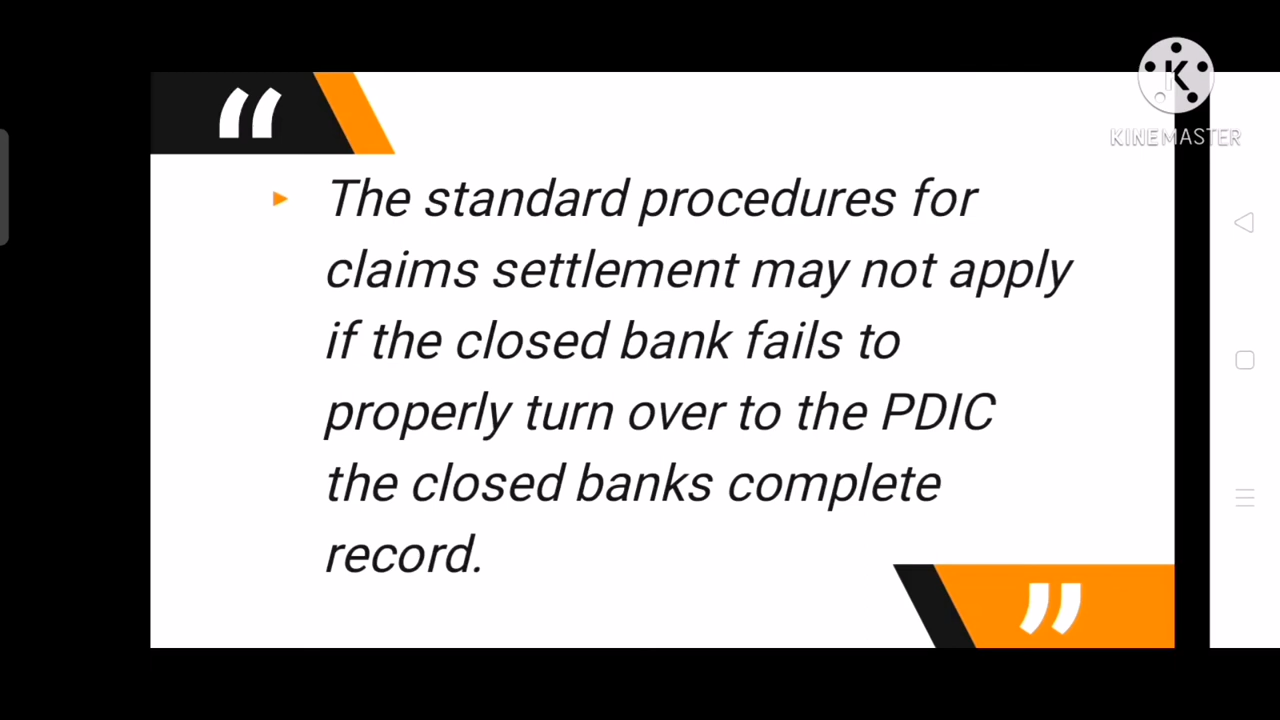 KINEMASTER
“
The standard procedures for
claims settlement may not apply
if the closed bank fails to
properly turn over to the PDIC
the closed banks complete
record.
”